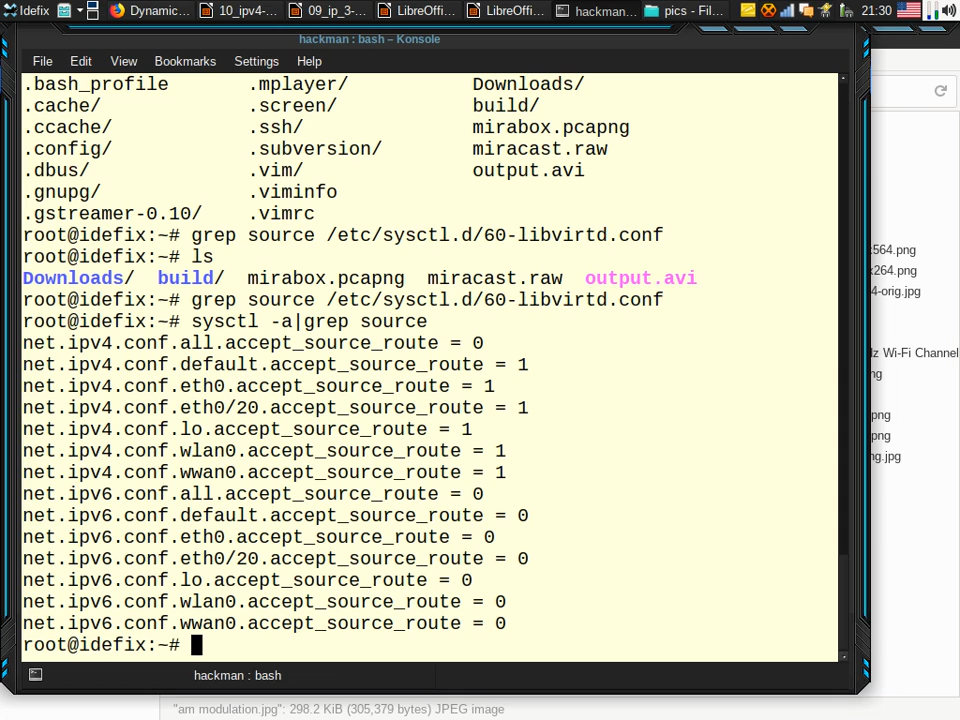 Idefix Dynamic... 10_ipv4-... 09_ip_3-... LibreOffi... LibreOffi... hackman... pics - Fil... 21:30
hackman : bash – Konsole
File Edit View Bookmarks Settings Help
.bash_profile .mplayer/ Downloads/
.cache/ .screen/ build/
.ccache/ .ssh/ mirabox.pcapng
.config/ .subversion/ miracast.raw
.dbus/ .vim/ output.avi
.gnupg/ .viminfo
.gstreamer-0.10/ .vimrc
root@idefix:~# grep source /etc/sysctl.d/60-libvirtd.conf
root@idefix:~# ls
Downloads/ build/ mirabox.pcapng miracast.raw output.avi
root@idefix:~# grep source /etc/sysctl.d/60-libvirtd.conf
root@idefix:~# sysctl -a|grep source
net.ipv4.conf.all.accept_source_route = 0
net.ipv4.conf.default.accept_source_route = 1
net.ipv4.conf.eth0.accept_source_route = 1
net.ipv4.conf.eth0/20.accept_source_route = 1
net.ipv4.conf.lo.accept_source_route = 1
net.ipv4.conf.wlan0.accept_source_route = 1
net.ipv4.conf.wwan0.accept_source_route = 1
net.ipv6.conf.all.accept_source_route = 0
net.ipv6.conf.default.accept_source_route = 0
net.ipv6.conf.eth0.accept_source_route = 0
net.ipv6.conf.eth0/20.accept_source_route = 0
net.ipv6.conf.lo.accept_source_route = 0
net.ipv6.conf.wlan0.accept_source_route = 0
net.ipv6.conf.wwan0.accept_source_route = 0
root@idefix:~#
hackman : bash
x564.png
x264.png
4-orig.jpg
Hz Wi-Fi Channel
ng
png
png
ng.jpg
"am modulation.jpg": 298.2 KiB (305,379 bytes) JPEG image